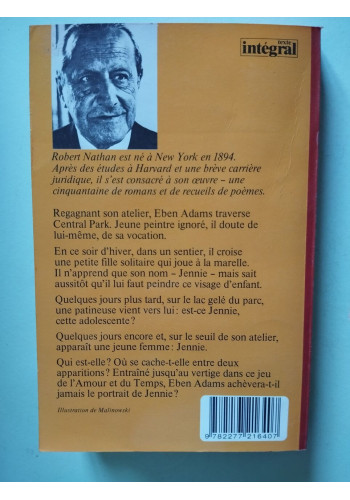 texte
intégral
Robert Nathan est né à New York en 1894.
Après des études à Harvard et une brève carrière
juridique, il s'est consacré à son œuvre – une
cinquantaine de romans et de recueils de poèmes.
Regagnant son atelier, Eben Adams traverse
Central Park. Jeune peintre ignoré, il doute de
lui-même, de sa vocation.
En ce soir d'hiver, dans un sentier, il croise
une petite fille solitaire qui joue à la marelle.
Il n'apprend que son nom – Jennie – mais sait
aussitôt qu'il lui faut peindre ce visage d'enfant.
Quelques jours plus tard, sur le lac gelé du parc,
une patineuse vient vers lui : est-ce Jennie,
cette adolescente ?
Quelques jours encore et, sur le seuil de son atelier,
apparaît une jeune femme : Jennie.
Qui est-elle ? Où se cache-t-elle entre deux
apparitions ? Entraîné jusqu'au vertige dans ce jeu
de l'Amour et du Temps, Eben Adams achèvera-t-il
jamais le portrait de Jennie ?
Illustration de Malinowski
9 782277 216407